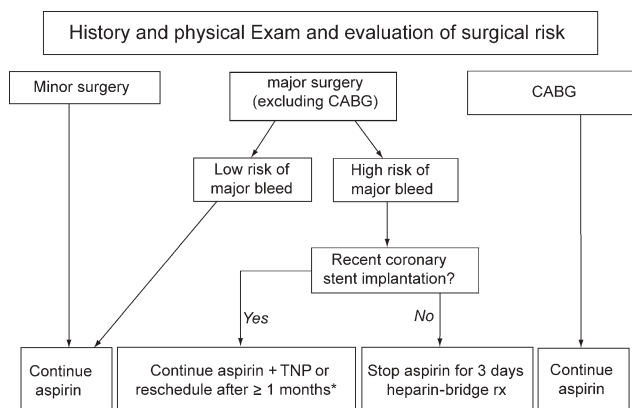 History and physical Exam and evaluation of surgical risk
Minor surgery
major surgery
(excluding CABG)
CABG
Low risk of
major bleed
High risk of
major bleed
Recent coronary
stent implantation?
Yes
No
Continue
aspirin
Continue aspirin + TNP or
reschedule after ≥ 1 months*
Stop aspirin for 3 days
heparin-bridge rx
Continue
aspirin